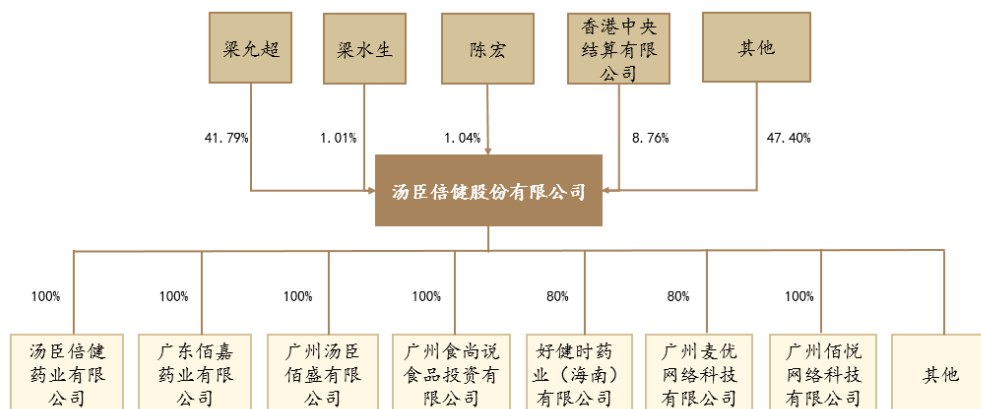 梁允超
梁水生
陈宏
香港中央
结算有限
公司
其他
41.79%
1.01%
1.04%
8.76%
47.40%
汤臣倍健股份有限公司
100%
100%
100%
100%
80%
80%
100%
汤臣倍健
药业有限
公司
广东佰嘉
药业有限
公司
广州汤臣
佰盛有限
公司
广州食尚说
食品投资有
限公司
好健时药
业（海南）
有限公司
广州麦优
网络科技
有限公司
广州佰悦
网络科技
有限公司
其他